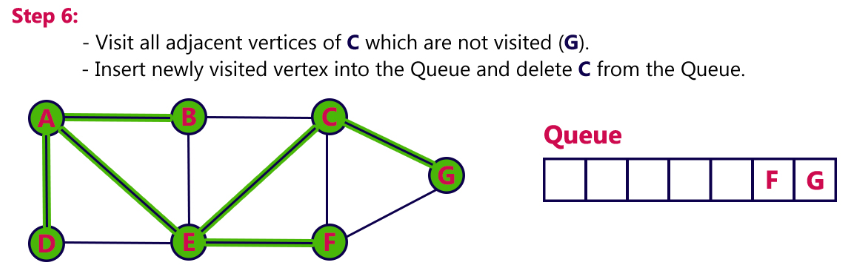 Step 6:
- Visit all adjacent vertices of C which are not visited (G).
- Insert newly visited vertex into the Queue and delete C from the Queue.
A B C
Queue
G
F G
D E F